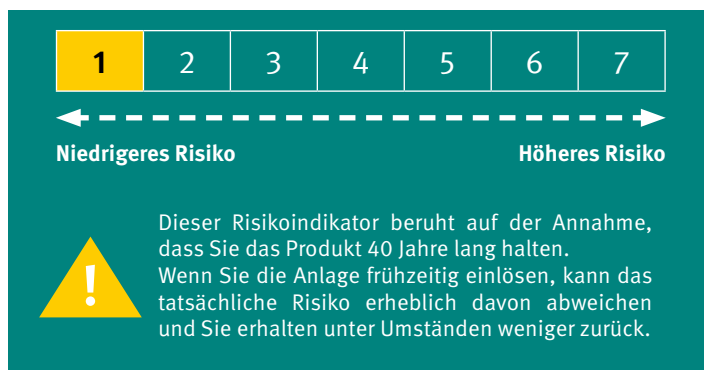 1 2 3 4 5 6 7
Niedrigeres Risiko Höheres Risiko
Dieser Risikoindikator beruht auf der Annahme,
dass Sie das Produkt 40 Jahre lang halten.
Wenn Sie die Anlage frühzeitig einlösen, kann das
tatsächliche Risiko erheblich davon abweichen
und Sie erhalten unter Umständen weniger zurück.
!